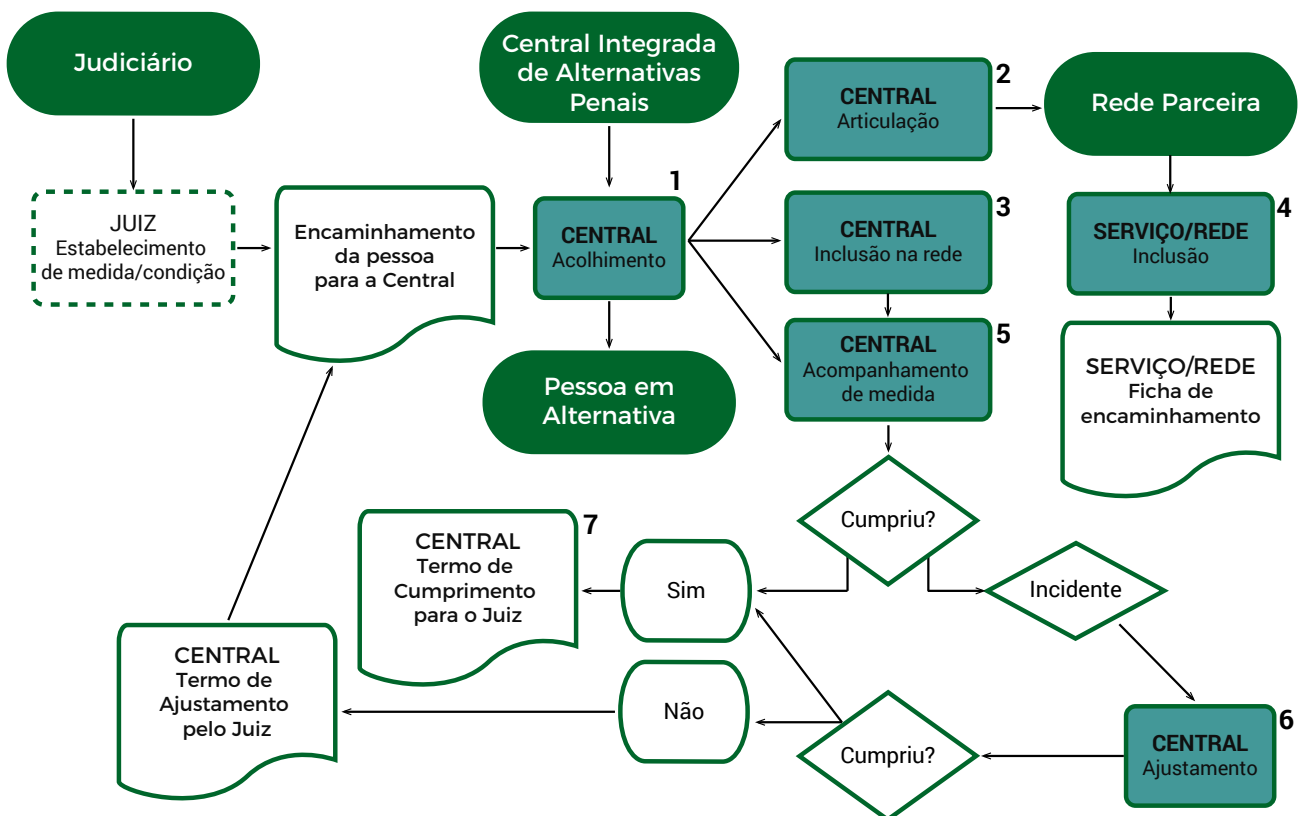 Judiciário
Central Integrada
de Alternativas
Penais
2
CENTRAL
Articulação
Rede Parceira
JUIZ
Estabelecimento
de medida/condição
Encaminhamento
da pessoa
para a Central
1
CENTRAL
Acolhimento
3
CENTRAL
Inclusão na rede
4
SERVIÇO/REDE
Inclusão
Pessoa em
Alternativa
5
CENTRAL
Acompanhamento
de medida
SERVIÇO/REDE
Ficha de
encaminhamento
Cumpriu?
7
CENTRAL
Termo de
Cumprimento
para o Juiz
Sim
Incidente
CENTRAL
Termo de
Ajustamento
pelo Juiz
Não
Cumpriu?
6
CENTRAL
Ajustamento